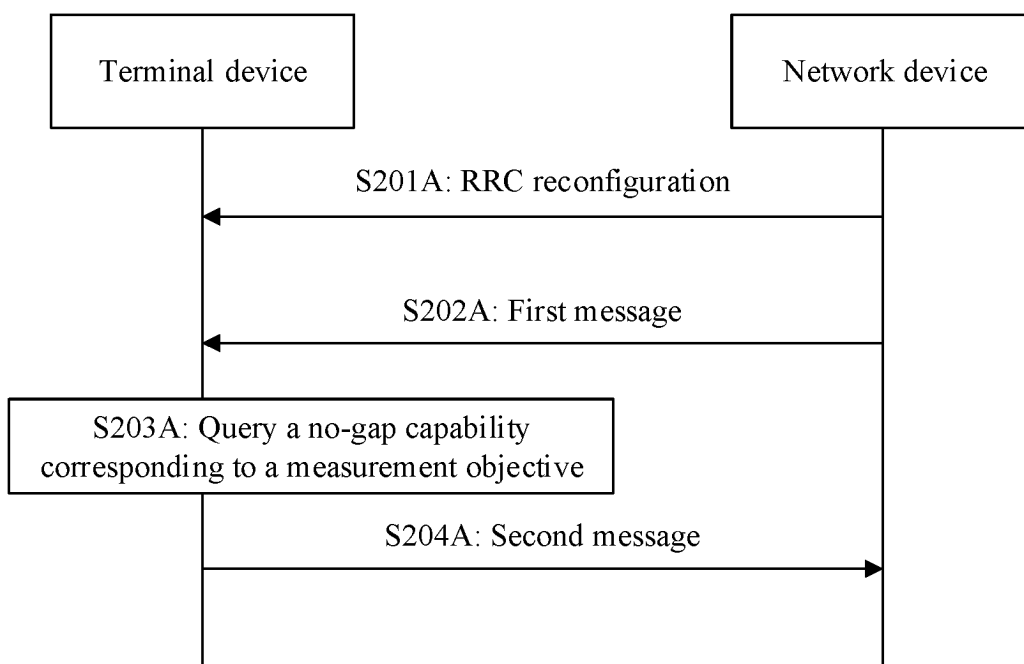 Terminal device
Network device
S201A: RRC reconfiguration
S202A: First message
S203A: Query a no-gap capability
corresponding to a measurement objective
S204A: Second message